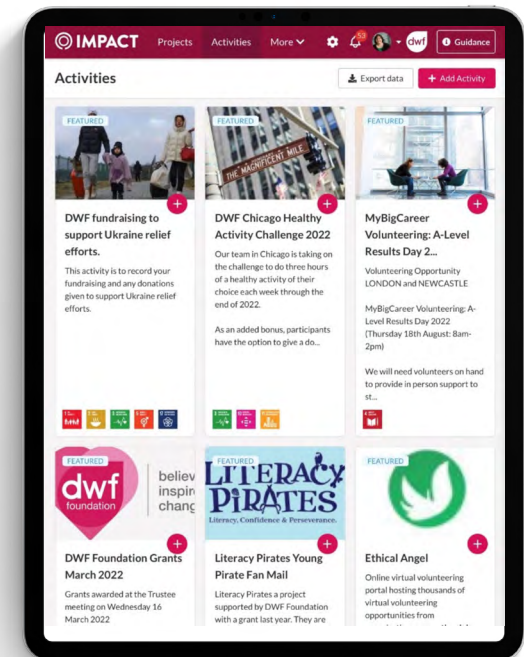 IMPACT Projects Activities More 53 dwf Guidance
Activities Export data + Add Activity
FEATURED
DWF fundraising to
support Ukraine relief
efforts.
This activity is to record your
fundraising and any donations
given to support Ukraine relief
efforts.
FEATURED
THE MAGNIFICENT MILE
DWF Chicago Healthy
Activity Challenge 2022
Our team in Chicago is taking on
the challenge to do three hours
of a healthy activity of their
choice each week through the
end of 2022.
As an added bonus, participants
have the option to give a do...
FEATURED
MyBigCareer
Volunteering: A-Level
Results Day 2...
Volunteering Opportunity
LONDON and NEWCASTLE
MyBigCareer Volunteering: A-
Level Results Day 2022
(Thursday 18th August: 8am-
2pm)
We will need volunteers on hand
to provide in person support to
st...
FEATURED
dwf
foundation
believ
inspir
chang
DWF Foundation Grants
March 2022
Grants awarded at the Trustee
meeting on Wednesday 16
March 2022
FEATURED
LITERACY
PIRATES
Literacy, Confidence & Perseverance.
Literacy Pirates Young
Pirate Fan Mail
Literacy Pirates a project
supported by DWF Foundation
with a grant last year. They are
FEATURED
Ethical Angel
Online virtual volunteering
portal hosting thousands of
virtual volunteering
opportunities from